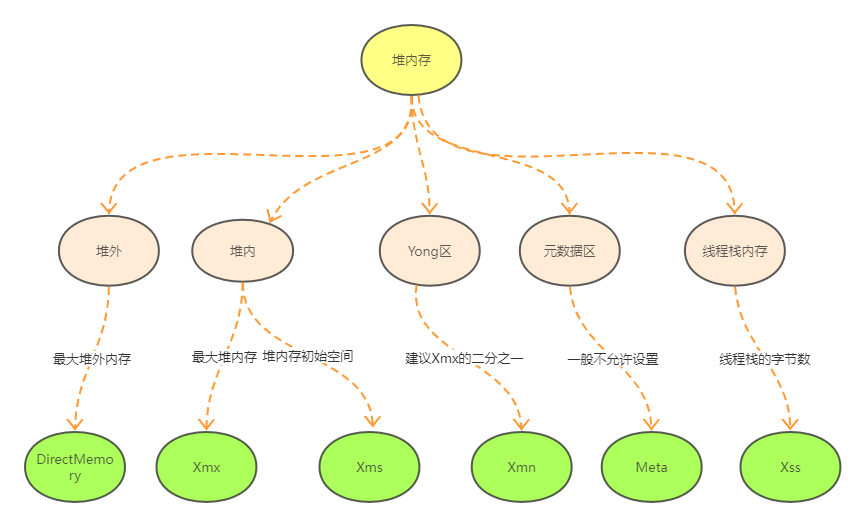 堆内存
堆外
堆内
Yong区
元数据区
线程栈内存
最大堆外内存
最大堆内存
堆内存初始空间
建议Xmx的二分之一
一般不允许设置
线程栈的字节数
DirectMemo
ry
Xmx
Xms
Xmn
Meta
Xss